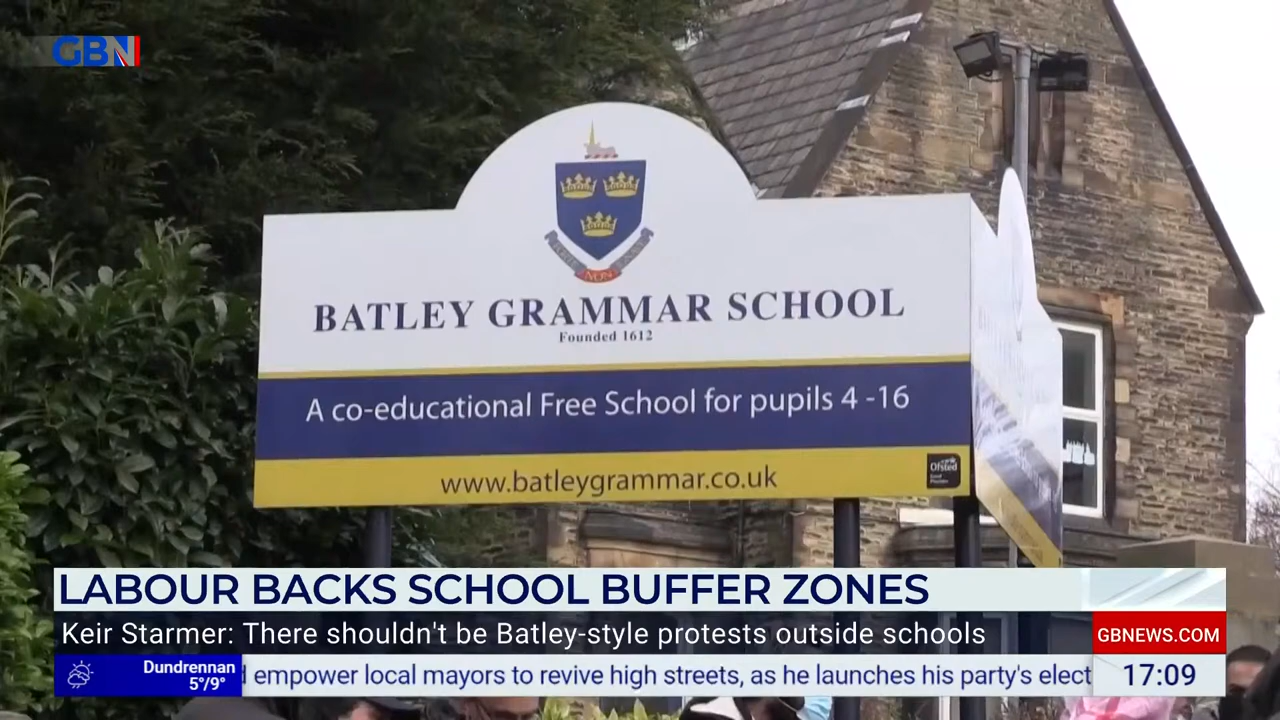 GBN
NON
BATLEY GRAMMAR SCHOOL
Founded 1612
A co-educational Free School for pupils 4 -16
www.batleygrammar.co.uk
Ofsted
LABOUR BACKS SCHOOL BUFFER ZONES
Keir Starmer: There shouldn't be Batley-style protests outside schools
GBNEWS.COM
Dundrennan
5°/9°
empower local mayors to revive high streets, as he launches his party's elect
17:09